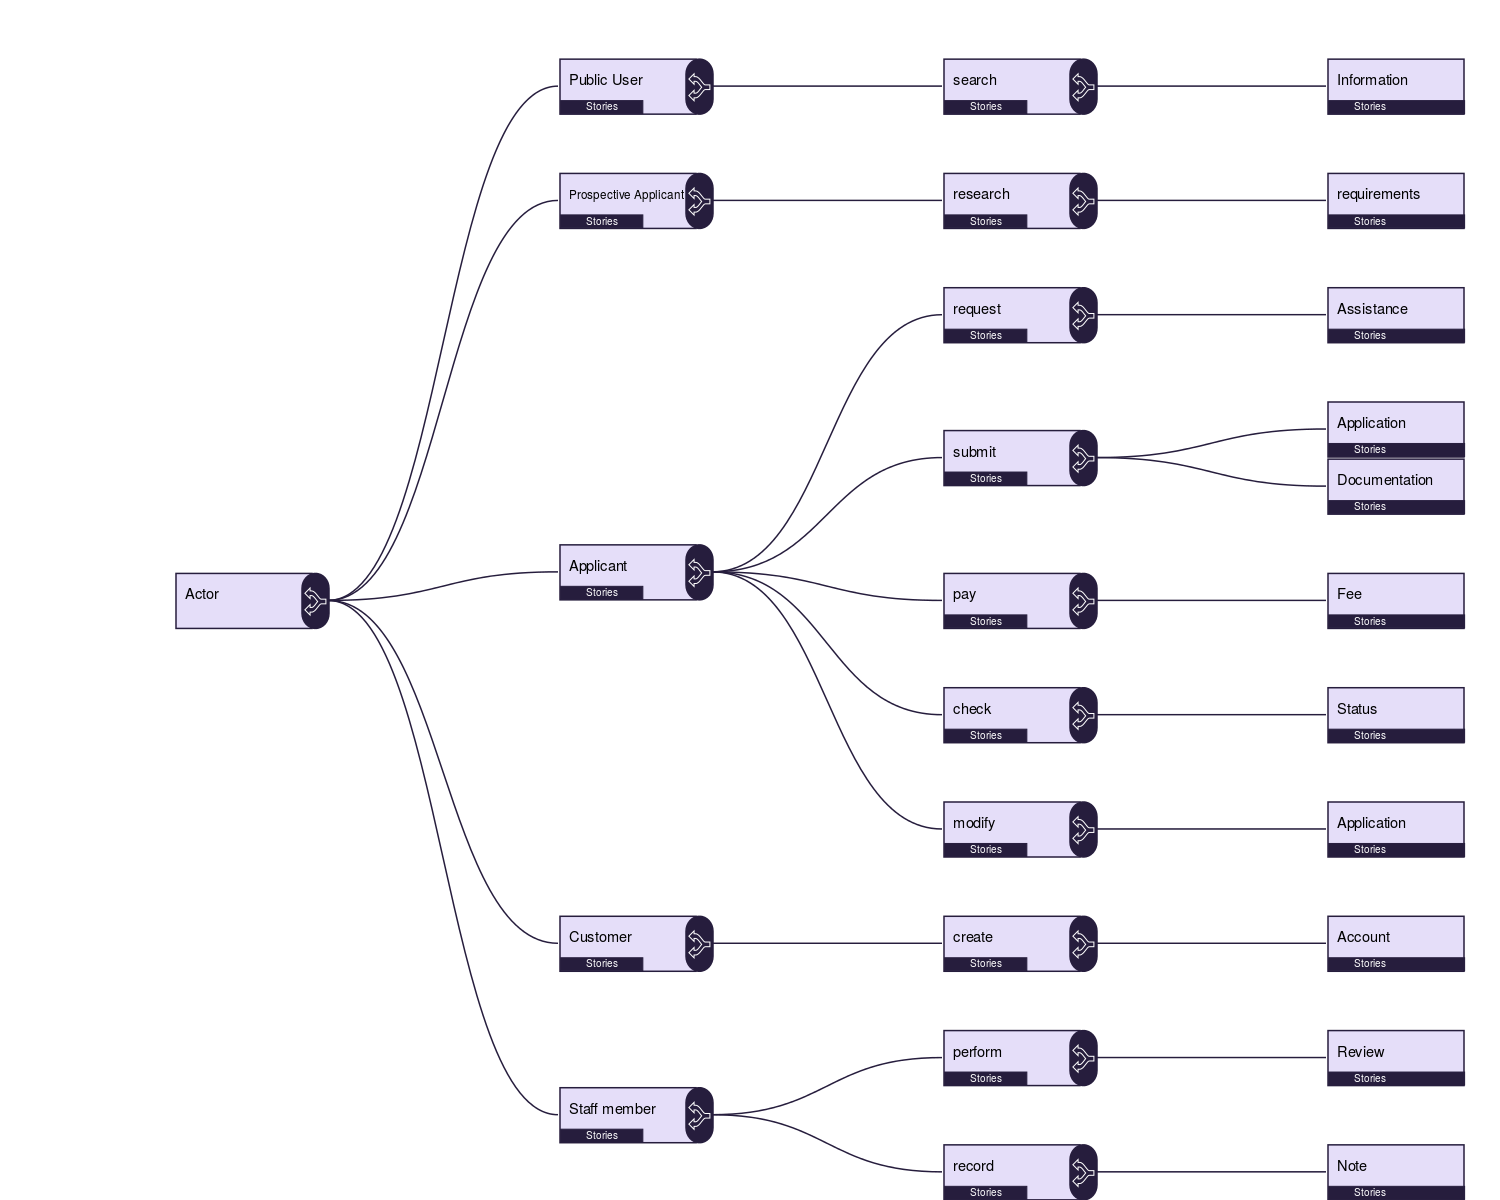 Public User
Stories
search
Stories
Information
Stories
Prospective Applicant
Stories
research
Stories
requirements
Stories
request
Stories
Assistance
Stories
submit
Stories
Application
Stories
Documentation
Stories
Actor
Applicant
Stories
pay
Stories
Fee
Stories
check
Stories
Status
Stories
modify
Stories
Application
Stories
Customer
Stories
create
Stories
Account
Stories
Staff member
Stories
perform
Stories
Review
Stories
record
Stories
Note
Stories